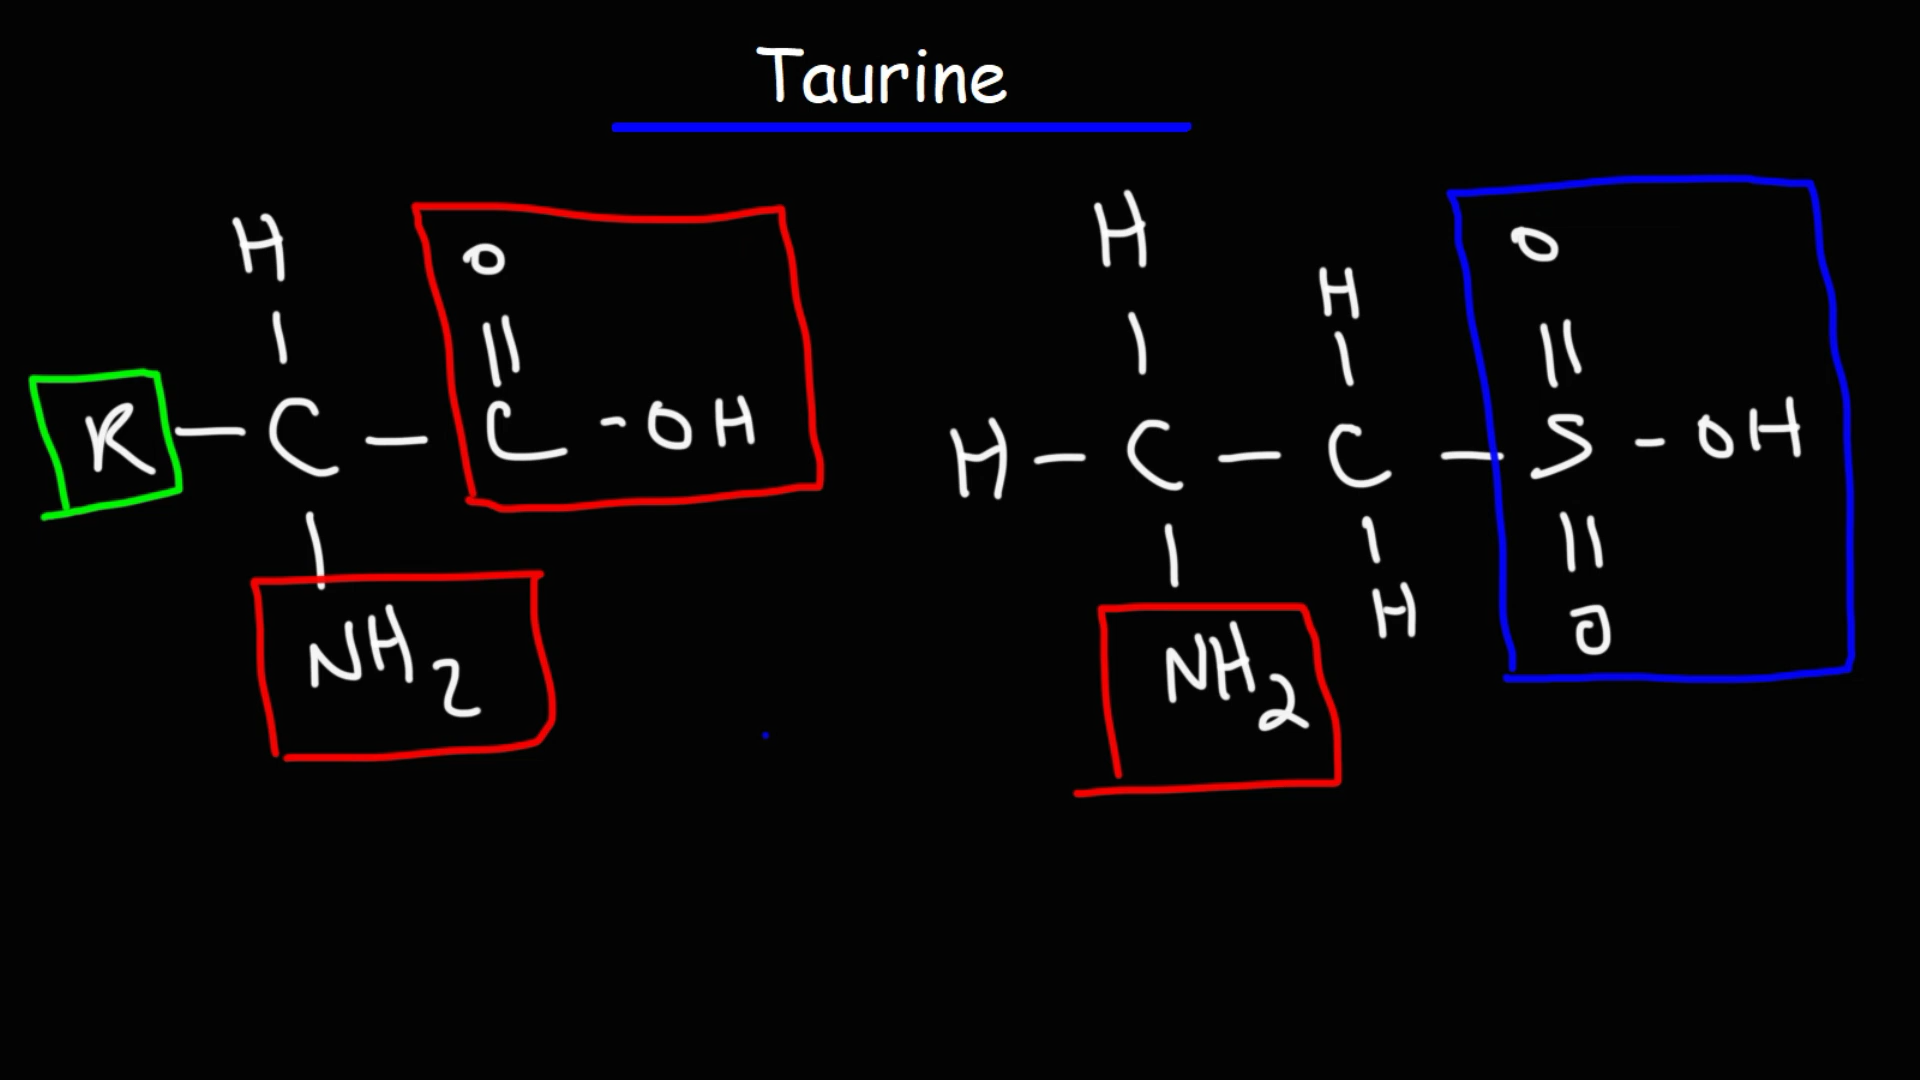 Taurine
H O
|| 
R - C - C - OH
NH2
H
H O
H - C - C - S - OH
H O
NH2